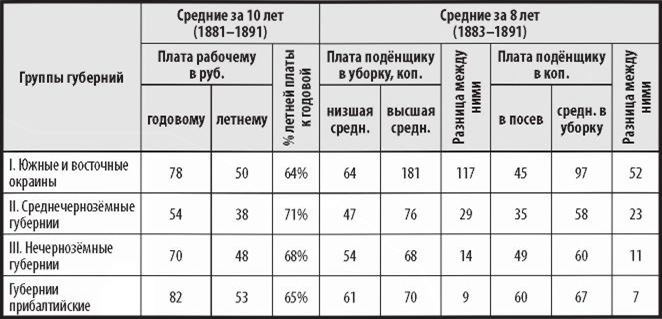 Группы губерний
Средние за 10 лет
(1881–1891)
Средние за 8 лет
(1883–1891)
Плата рабочему
в руб.
% летней платы
к годовой
Плата подёнщику
в уборку, коп.
Разница между
ними
Плата подёнщику
в коп.
Разница между
ними
годовому
летнему
низшая
средн.
высшая
средн.
в посев
средн. в
уборку
I. Южные и восточные
окраины
78
50
64%
64
181
117
45
97
52
II. Среднечернозёмные
губернии
54
38
71%
47
76
29
35
58
23
III. Нечернозёмные
губернии
70
48
68%
54
68
14
49
60
11
Губернии
прибалтийские
82
53
65%
61
70
9
60
67
7